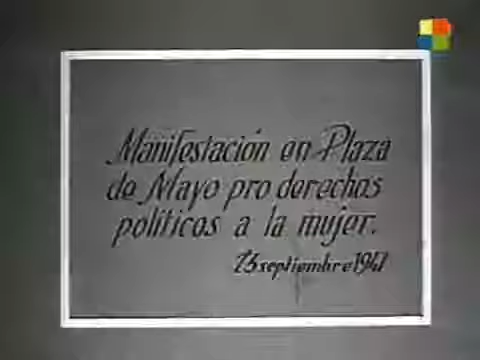 Manifestación en Plaza
de Mayo pro derechos
políticos a la mujer.
23 septiembre 1947